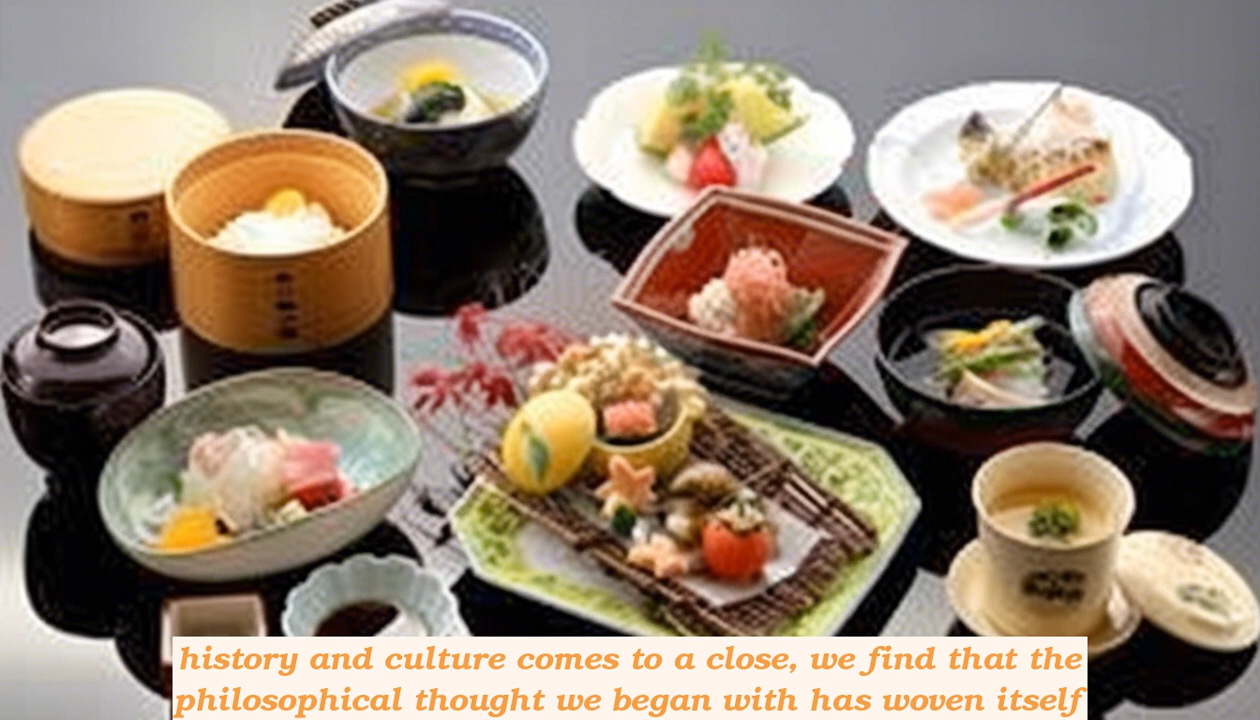 history and culture comes to a close, we find that the
philosophical thought we began with has woven itself